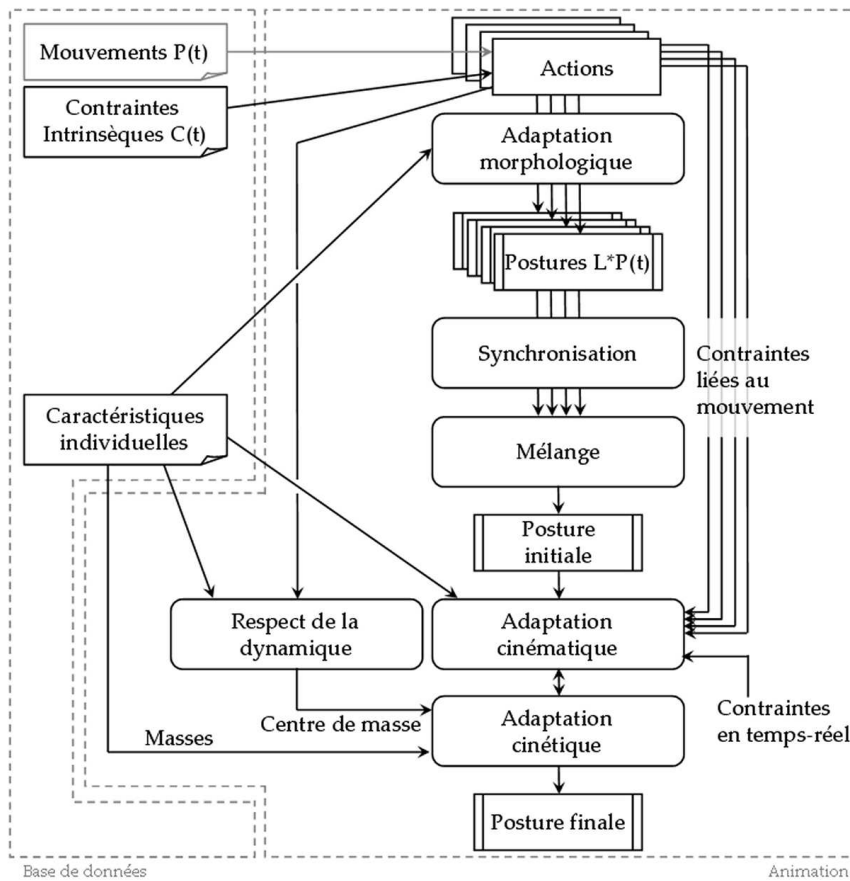 Mouvements P(t)
Actions
Contraintes
Intrinsèques C(t)
Adaptation
morphologique
Postures L*P(t)
Synchronisation
Contraintes
liées au
mouvement
Caractéristiques
individuelles
Mélange
Posture
initiale
Respect de la
dynamique
Adaptation
cinématique
Centre de masse
Masses
Adaptation
cinétique
Contraintes
en temps-réel
Posture finale
Base de données
Animation